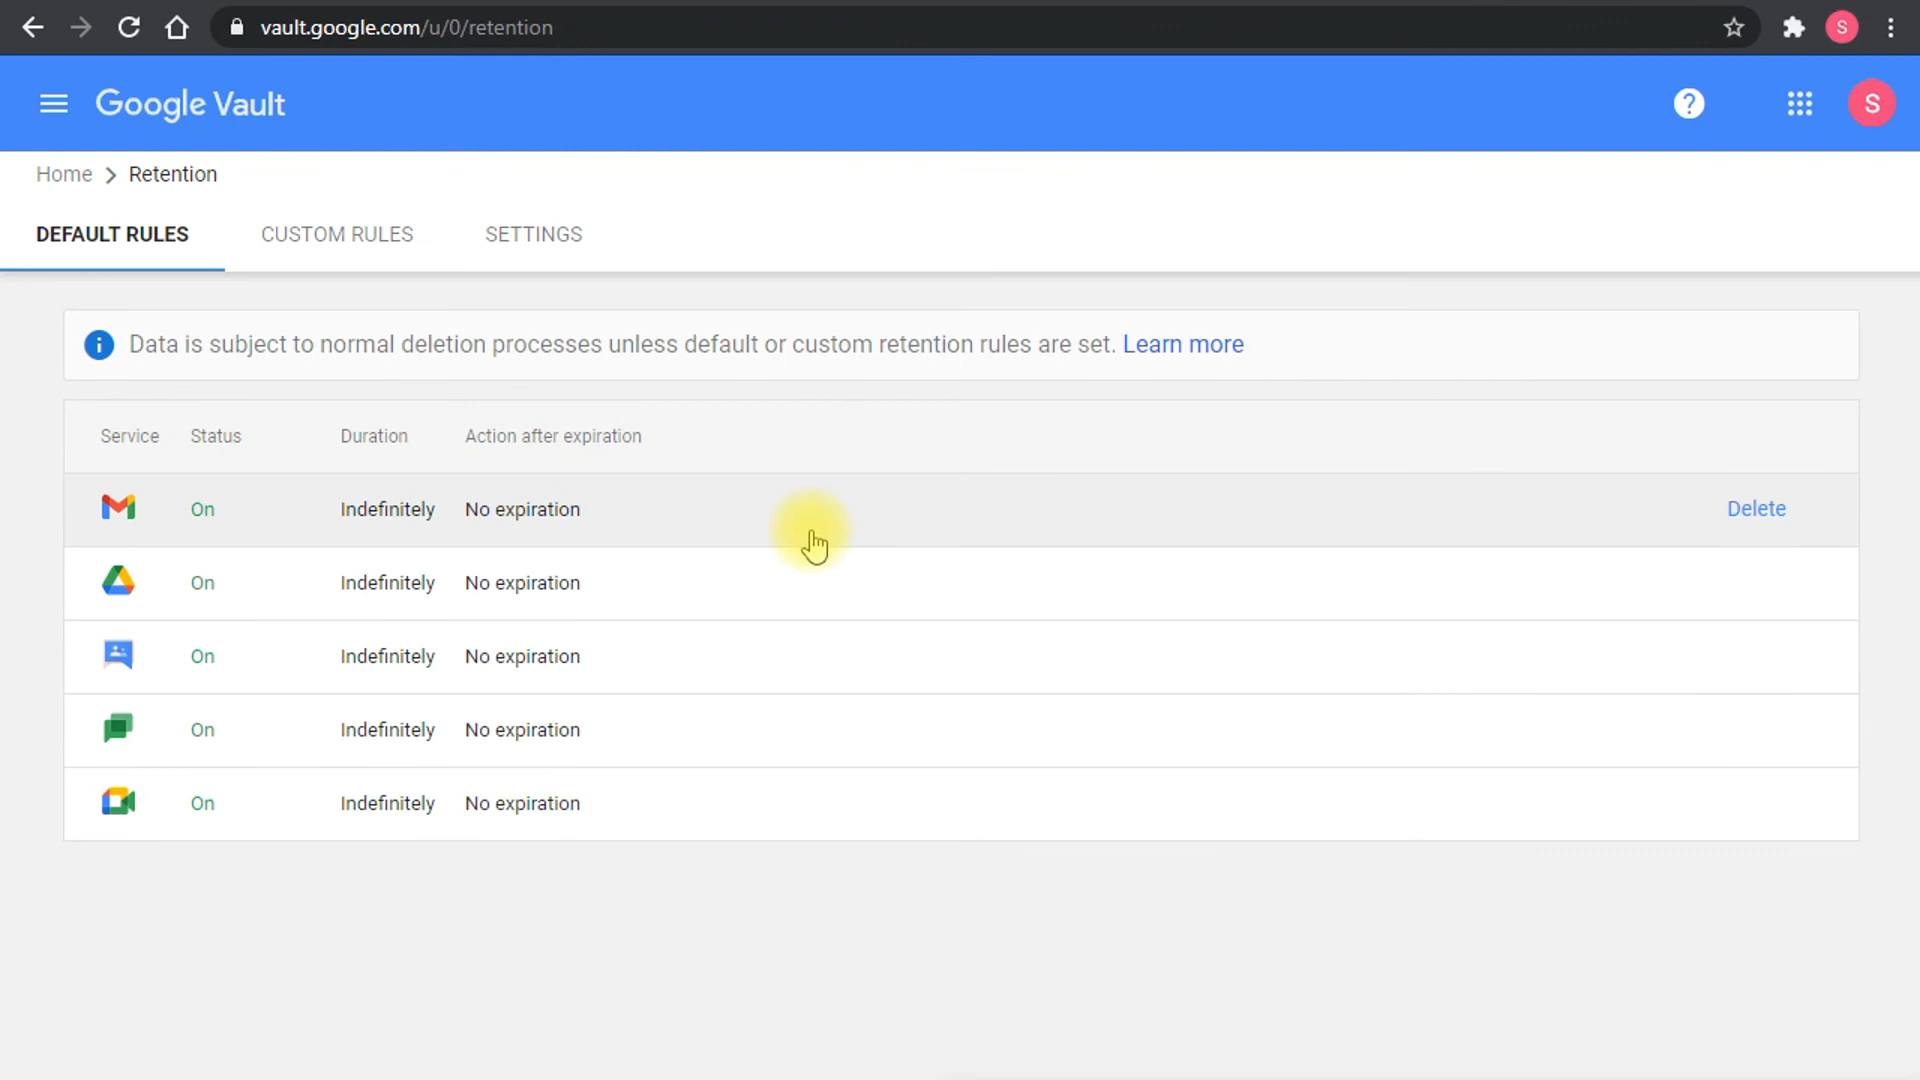 vault.google.com/u/0/retention
S
Google Vault
?
S
Home > Retention
DEFAULT RULES CUSTOM RULES SETTINGS
i Data is subject to normal deletion processes unless default or custom retention rules are set. Learn more
Service Status Duration Action after expiration
On Indefinitely No expiration Delete
On Indefinitely No expiration
On Indefinitely No expiration
On Indefinitely No expiration
On Indefinitely No expiration